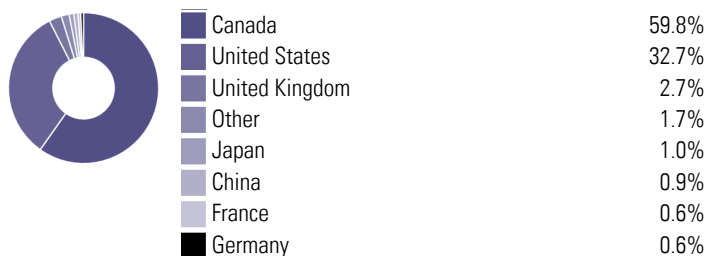 Canada 59.8%
United States 32.7%
United Kingdom 2.7%
Other 1.7%
Japan 1.0%
China 0.9%
France 0.6%
Germany 0.6%